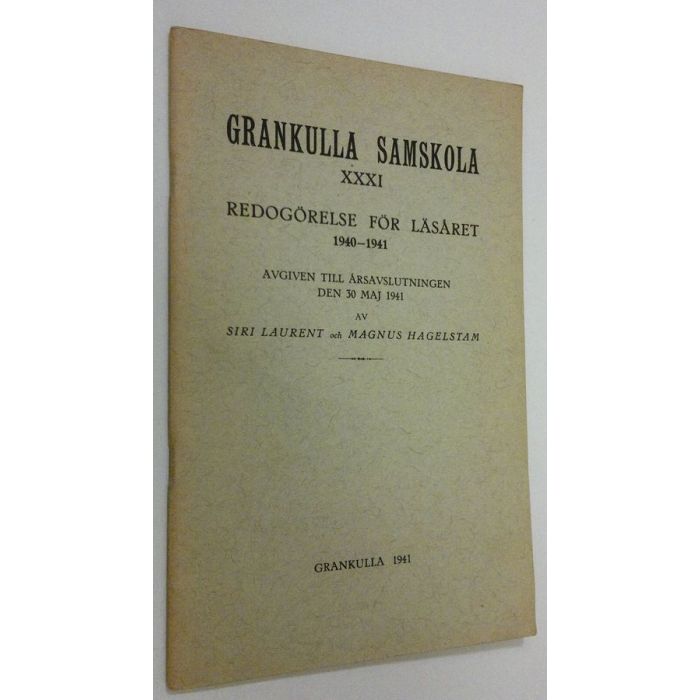 GRANKULLA SAMSKOLA
XXXI
REDOGÖRELSE FÖR LÄSÅRET
1940–1941
AVGIVEN TILL ÅRSAVSLUTNINGEN
DEN 30 MAJ 1941
AV
SIRI LAURENT och MAGNUS HAGELSTAM
GRANKULLA 1941